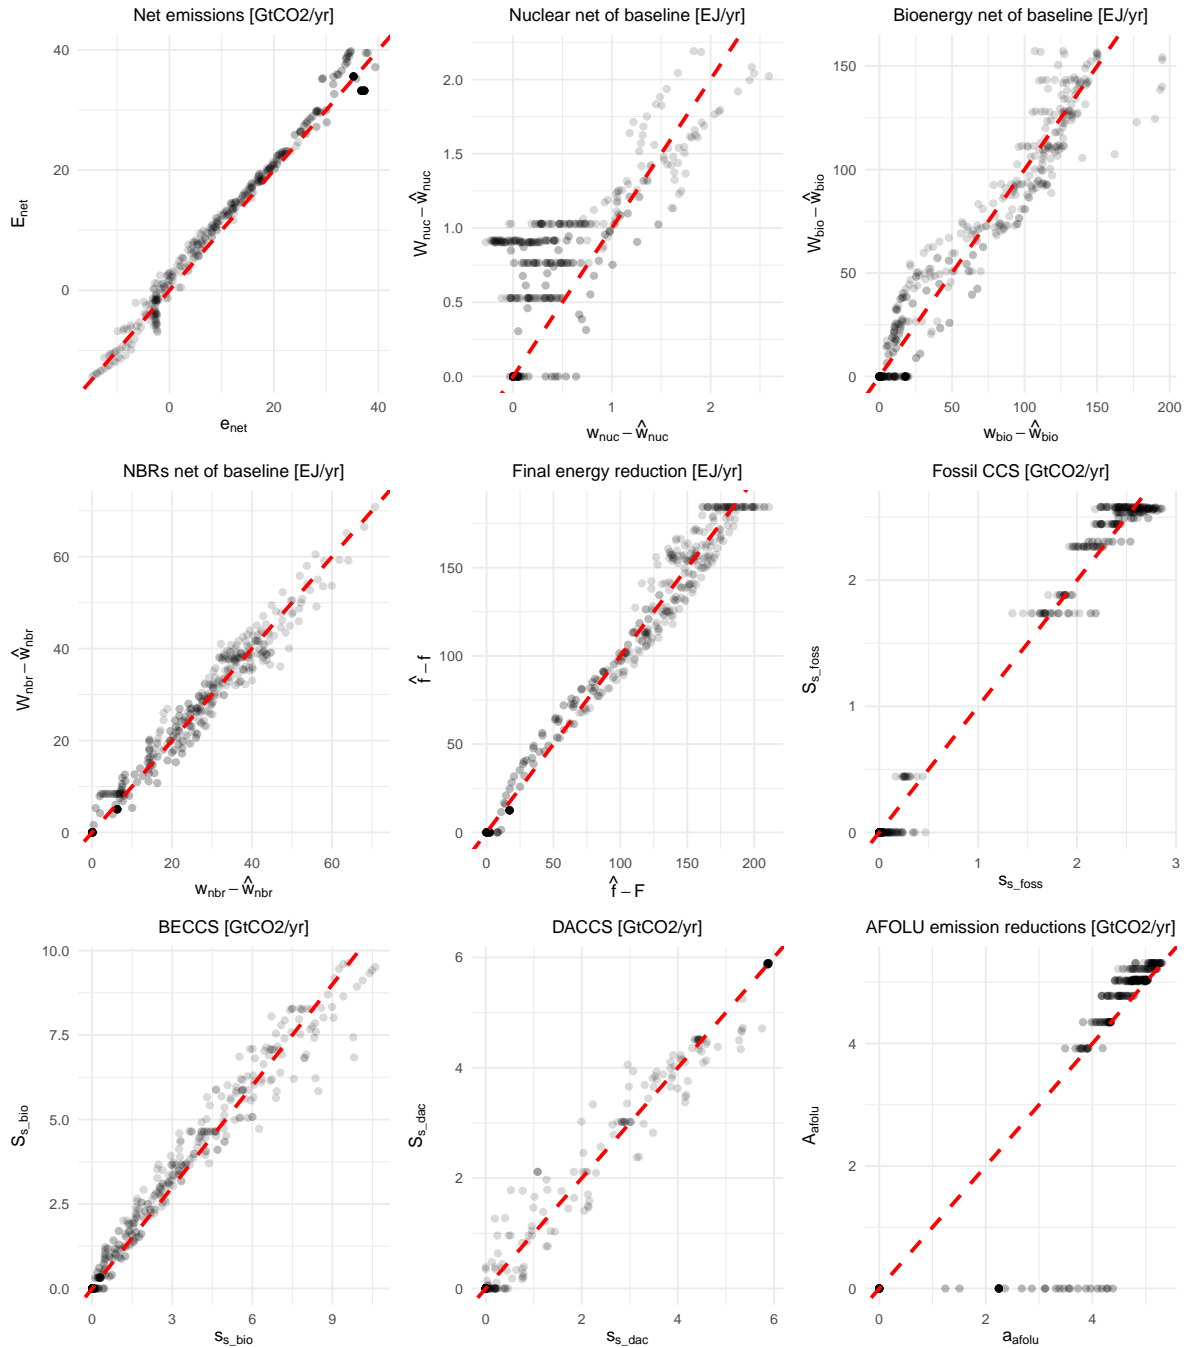 Net emissions [GtCO2/yr]
40
20
0
E_net
0
20
40
e_net
Nuclear net of baseline [EJ/yr]
2.0
1.5
1.0
0.5
0.0
W_nuc − ŵ_nuc
0
1
2
w_nuc − ŵ_nuc
Bioenergy net of baseline [EJ/yr]
150
100
50
0
W_bio − ŵ_bio
0
50
100
150
200
w_bio − ŵ_bio
NBRs net of baseline [EJ/yr]
60
40
20
0
W_nbr − ŵ_nbr
0
20
40
60
w_nbr − ŵ_nbr
Final energy reduction [EJ/yr]
150
100
50
0
f̂ − f
0
50
100
150
200
f̂ − F
Fossil CCS [GtCO2/yr]
2
1
0
S_s_foss
0
1
2
3
s_s_foss
BECCS [GtCO2/yr]
10.0
7.5
5.0
2.5
0.0
S_s_bio
0
3
6
9
s_s_bio
DACCS [GtCO2/yr]
6
4
2
0
S_s_dac
0
2
4
6
s_s_dac
AFOLU emission reductions [GtCO2/yr]
4
2
0
A_afolu
0
2
4
a_afolu